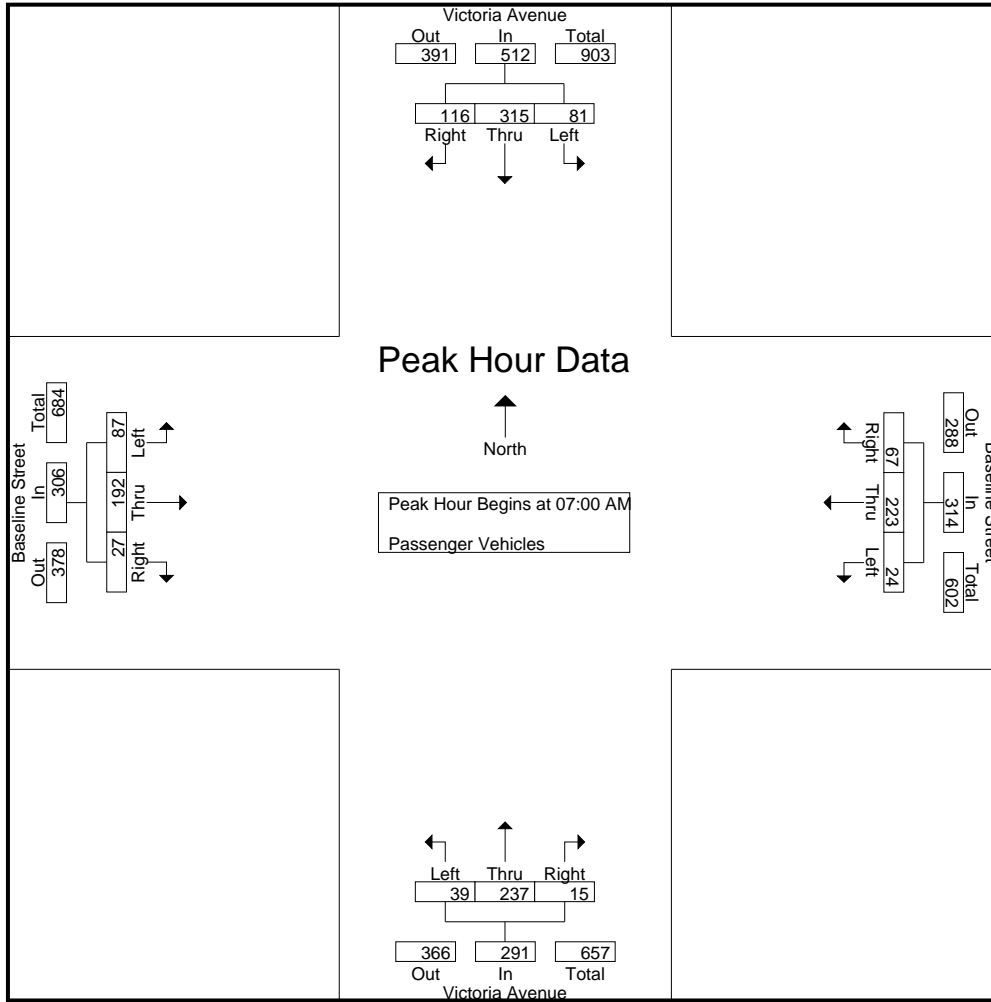 Victoria Avenue
Out In Total
391 512 903
116 315 81
Right Thru Left
Peak Hour Data
North
Peak Hour Begins at 07:00 AM
Passenger Vehicles
Baseline Street
Total In Out
684 306 378
87 192 27
Left Thru Right
Baseline Street
Out In Total
288 314 602
67 223 24
Right Thru Left
Left Thru Right
39 237 15
366 291 657
Out In Total
Victoria Avenue